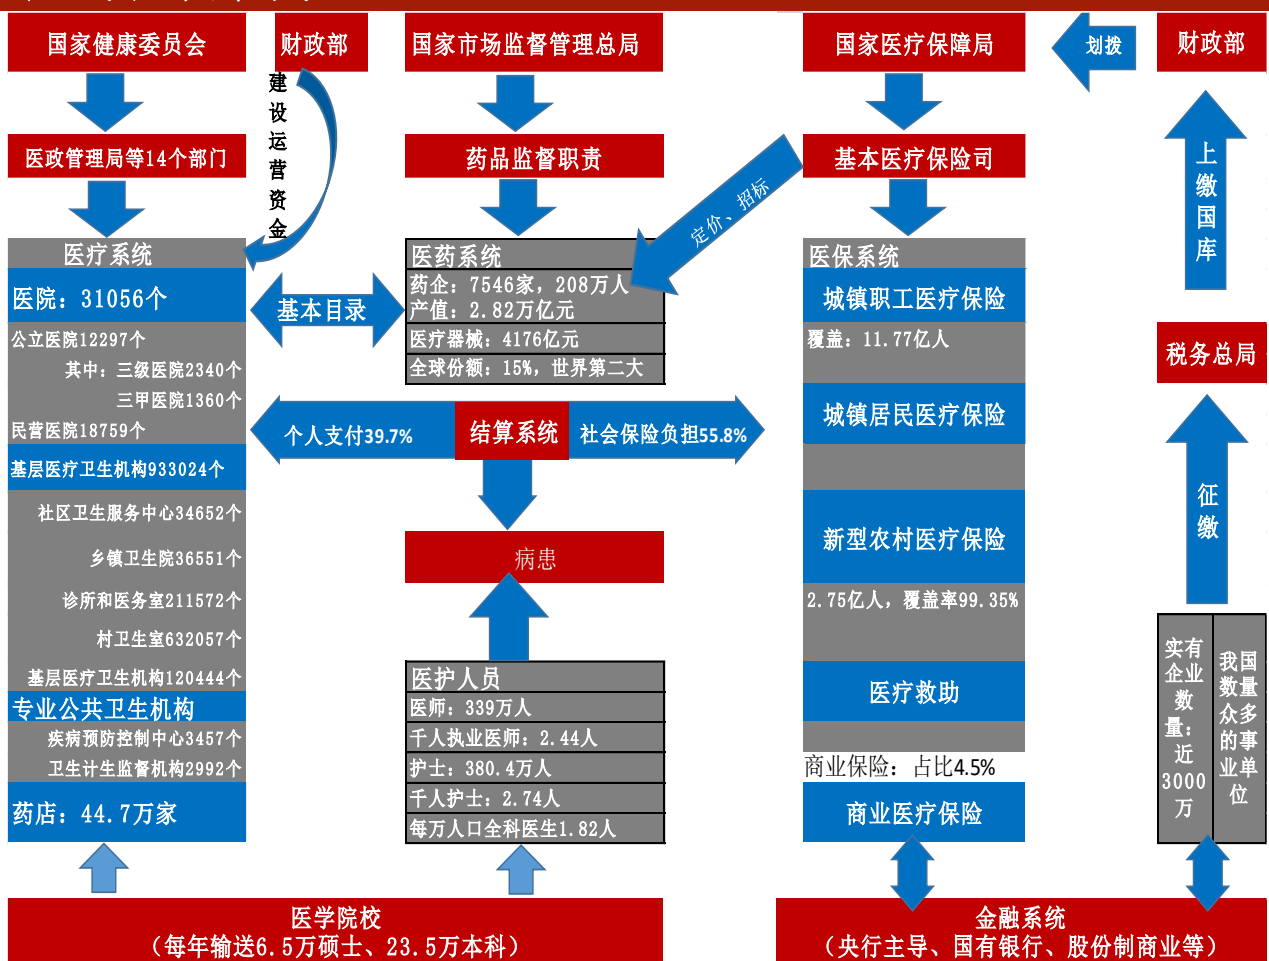 国家健康委员会
财政部
国家市场监督管理总局
国家医疗保障局
划拨
财政部
建设运营资金
医政管理局等14个部门
药品监督职责
基本医疗保险司
上缴国库
定价、招标
医疗系统
医院：31056个
公立医院12297个
其中：三级医院2340个
三甲医院1360个
民营医院18759个
基层医疗卫生机构933024个
社区卫生服务中心34652个
乡镇卫生院36551个
诊所和医务室211572个
村卫生室632057个
基层医疗卫生机构120444个
专业公共卫生机构
疾病预防控制中心3457个
卫生计生监督机构2992个
药店：44.7万家
基本目录
医药系统
药企：7546家，208万人
产值：2.82万亿元
医疗器械：4176亿元
全球份额：15%，世界第二大
个人支付39.7%
结算系统
社会保险负担55.8%
病患
医护人员
医师：339万人
千人执业医师：2.44人
护士：380.4万人
千人护士：2.74人
每万人口全科医生1.82人
医保系统
城镇职工医疗保险
覆盖：11.77亿人
城镇居民医疗保险
新型农村医疗保险
2.75亿人，覆盖率99.35%
医疗救助
商业保险：占比4.5%
商业医疗保险
税务总局
征缴
实有
企业
数
量：
近
3000
万
我国
数量
众多
的事
业单
位
医学院校
（每年输送6.5万硕士、23.5万本科）
金融系统
（央行主导、国有银行、股份制商业等）